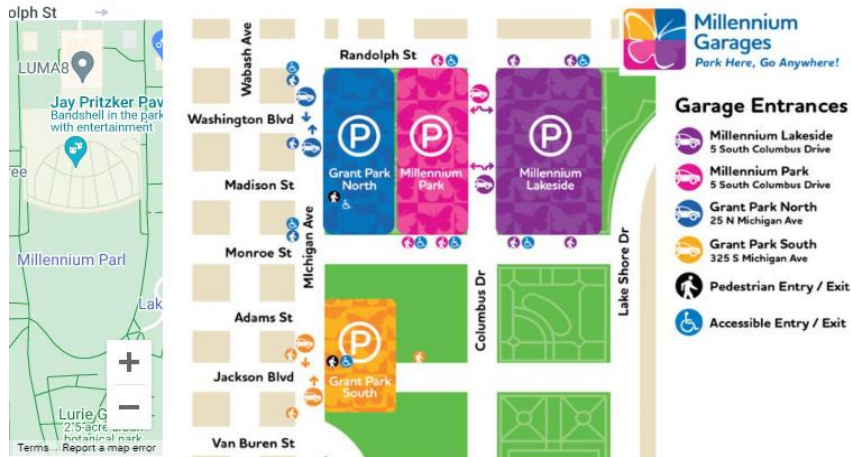 olph St
LUMA8
Jay Pritzker Pav
Bandshell in the park
with entertainment
ree
Millennium Parl
Lak
+
−
Lurie G
2.5-acre urban
botanical park
Terms
Report a map error
Wabash Ave
Randolph St
Washington Blvd
Madison St
Michigan Ave
Monroe St
Adams St
Jackson Blvd
Van Buren St
Columbus Dr
Lake Shore Dr
P
Grant Park
North
P
Millennium
Park
P
Millennium
Lakeside
P
Grant Park
South
Millennium
Garages
Park Here, Go Anywhere!
Garage Entrances
Millennium Lakeside
5 South Columbus Drive
Millennium Park
5 South Columbus Drive
Grant Park North
25 N Michigan Ave
Grant Park South
325 S Michigan Ave
Pedestrian Entry / Exit
Accessible Entry / Exit